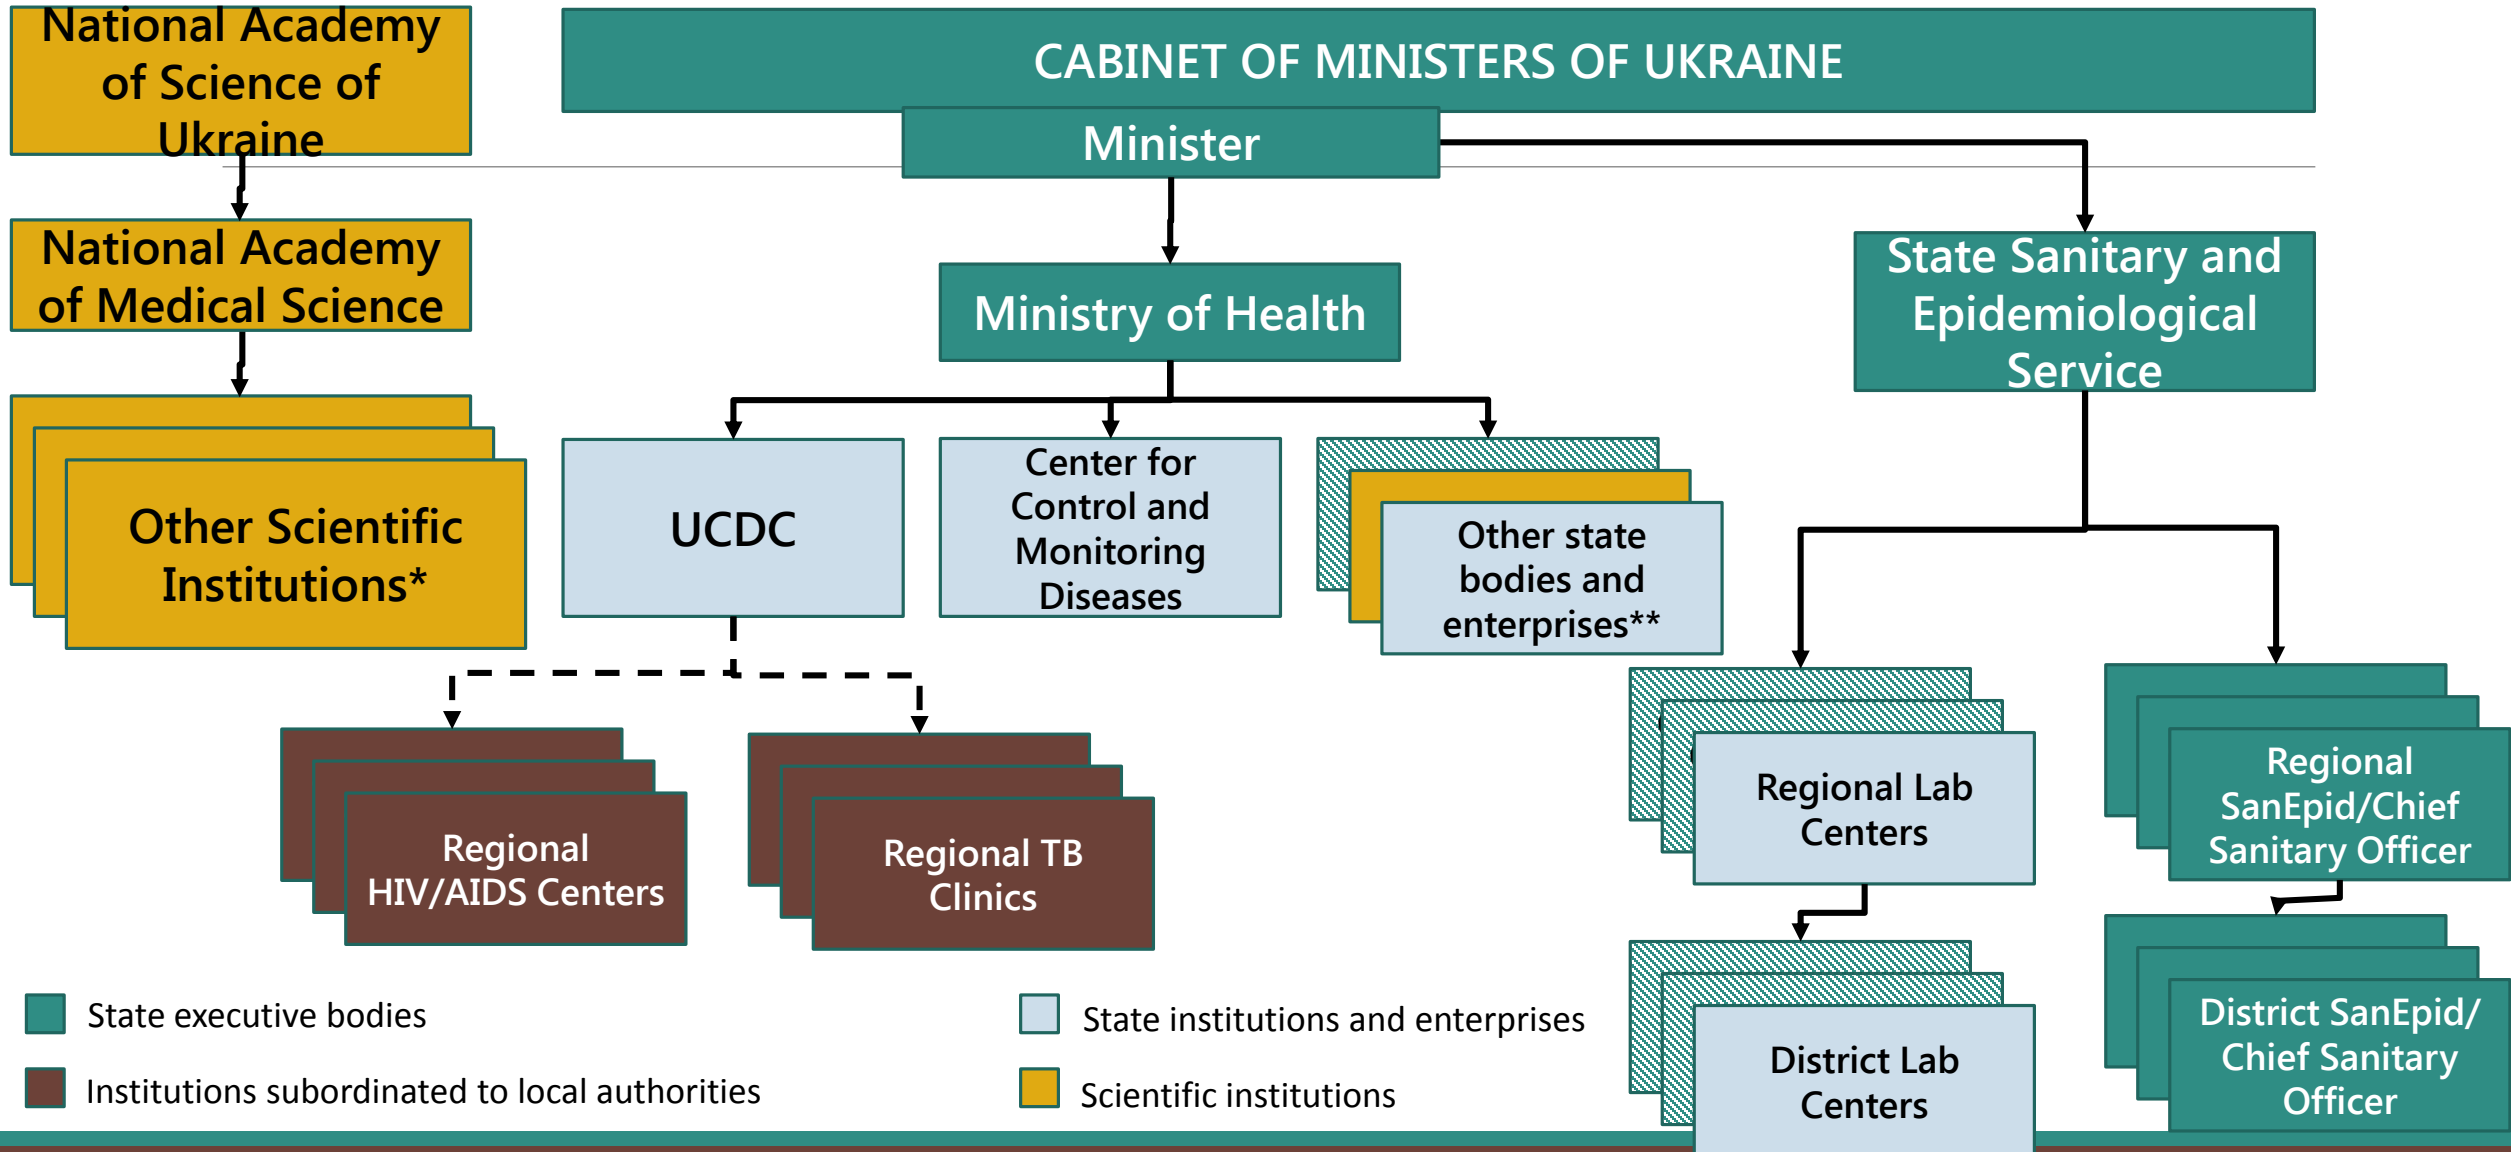 National Academy
of Science of
Ukraine
CABINET OF MINISTERS OF UKRAINE
Minister
National Academy
of Medical Science
Ministry of Health
State Sanitary and
Epidemiological
Service
Other Scientific
Institutions*
UCDC
Center for
Control and
Monitoring
Diseases
Other state
bodies and
enterprises**
Regional
HIV/AIDS Centers
Regional TB
Clinics
Regional Lab
Centers
Regional
SanEpid/Chief
Sanitary Officer
District Lab
Centers
District SanEpid/
Chief Sanitary
Officer
State executive bodies
State institutions and enterprises
Institutions subordinated to local authorities
Scientific institutions